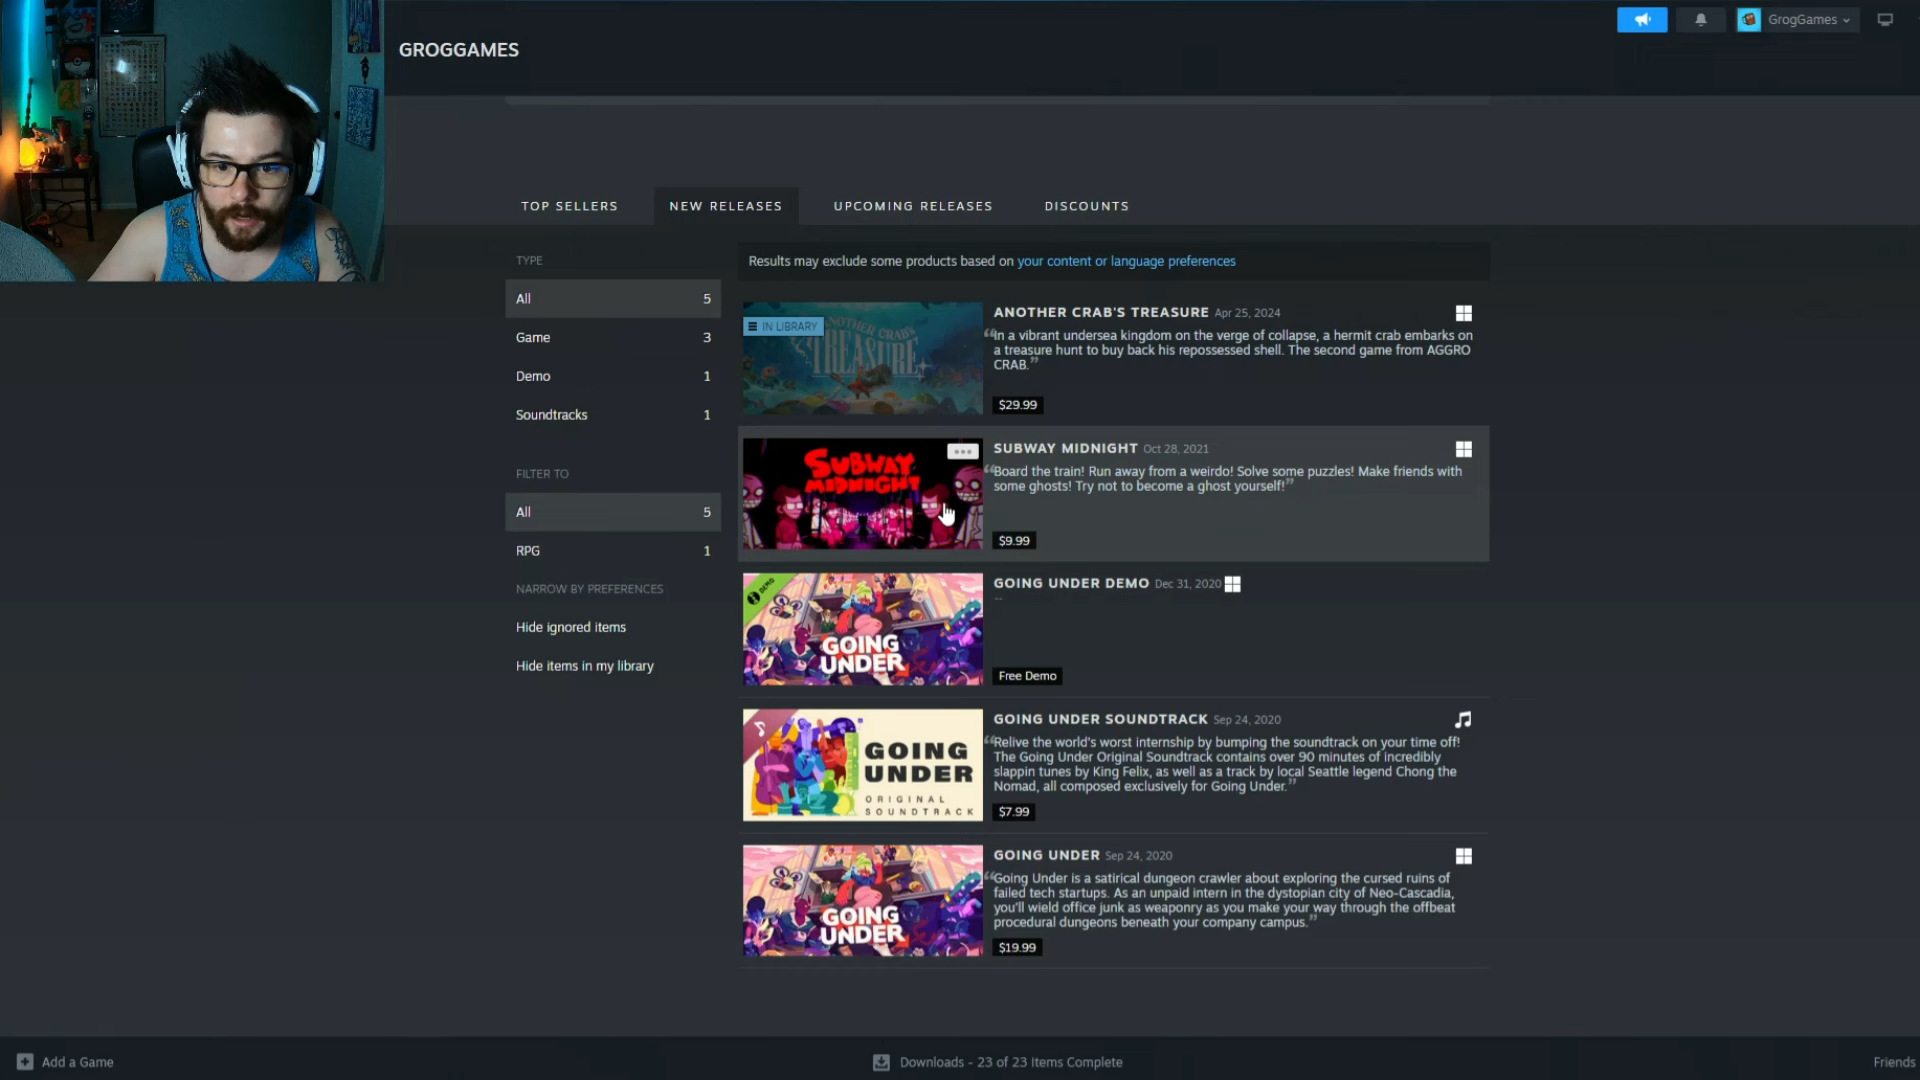 GROGGAMES
GrogGames
TOP SELLERS
NEW RELEASES
UPCOMING RELEASES
DISCOUNTS
TYPE
All 5
Game 3
Demo 1
Soundtracks 1
FILTER TO
All 5
RPG 1
NARROW BY PREFERENCES
Hide ignored items
Hide items in my library
Results may exclude some products based on your content or language preferences
IN LIBRARY
ANOTHER CRAB'S
TREASURE
ANOTHER CRAB'S TREASURE Apr 25, 2024
“In a vibrant undersea kingdom on the verge of collapse, a hermit crab embarks on
a treasure hunt to buy back his repossessed shell. The second game from AGGRO
CRAB.”
$29.99
SUBWAY
MIDNIGHT
SUBWAY MIDNIGHT Oct 28, 2021
“Board the train! Run away from a weirdo! Solve some puzzles! Make friends with
some ghosts! Try not to become a ghost yourself!”
$9.99
DEMO
GOING
UNDER
GOING UNDER DEMO Dec 31, 2020
--
Free Demo
GOING
UNDER
ORIGINAL
SOUNDTRACK
GOING UNDER SOUNDTRACK Sep 24, 2020
“Relive the world's worst internship by bumping the soundtrack on your time off!
The Going Under Original Soundtrack contains over 90 minutes of incredibly
slappin tunes by King Felix, as well as a track by local Seattle legend Chong the
Nomad, all composed exclusively for Going Under.”
$7.99
GOING
UNDER
GOING UNDER Sep 24, 2020
“Going Under is a satirical dungeon crawler about exploring the cursed ruins of
failed tech startups. As an unpaid intern in the dystopian city of Neo-Cascadia,
you'll wield office junk as weaponry as you make your way through the offbeat
procedural dungeons beneath your company campus.”
$19.99
Add a Game
Downloads - 23 of 23 Items Complete
Friends